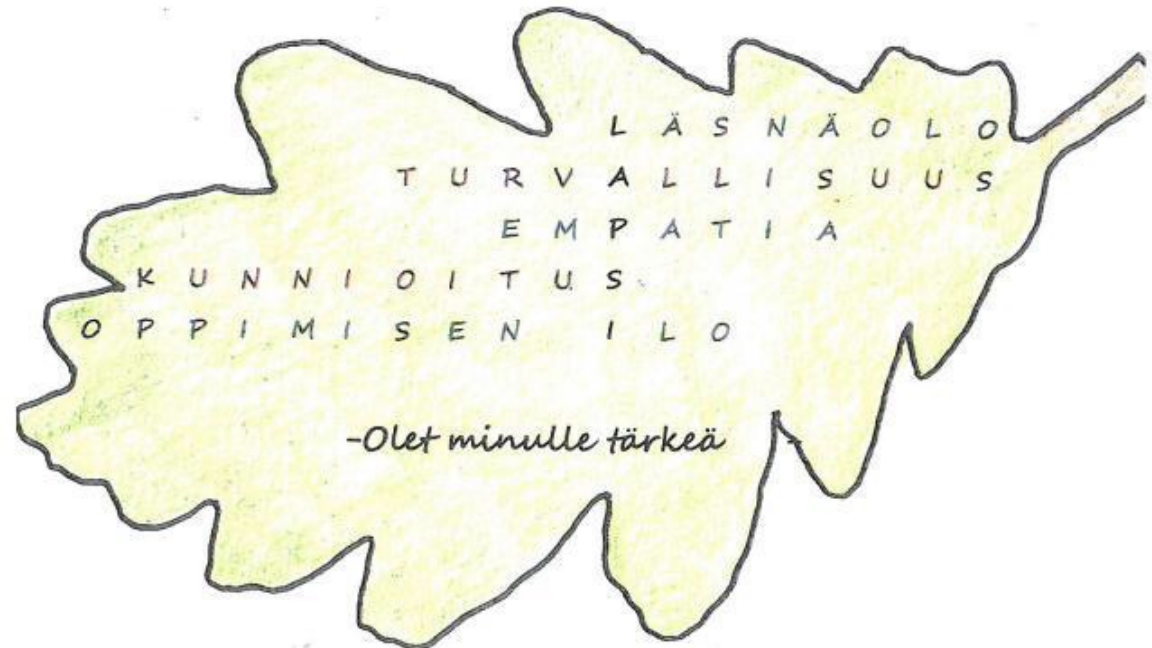 LÄSNÄOLO
TURVALLISUUS
EMPATIA
KUNNIOITUS
OPPIMISEN ILO
-Olet minulle tärkeä